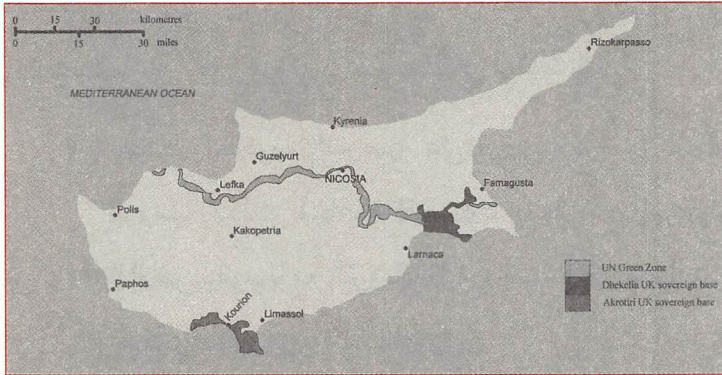 0 15 30 kilometres
0 15 30 miles
Rizokarpasso
MEDITERRANEAN OCEAN
Kyrenia
Guzelyurt
NICOSIA
Lefka
Famagusta
Polis
Kakopetria
Larnaca
UN Green Zone
Dhekelia UK sovereign base
Akrotiri UK sovereign base
Paphos
Kourion
Limassol